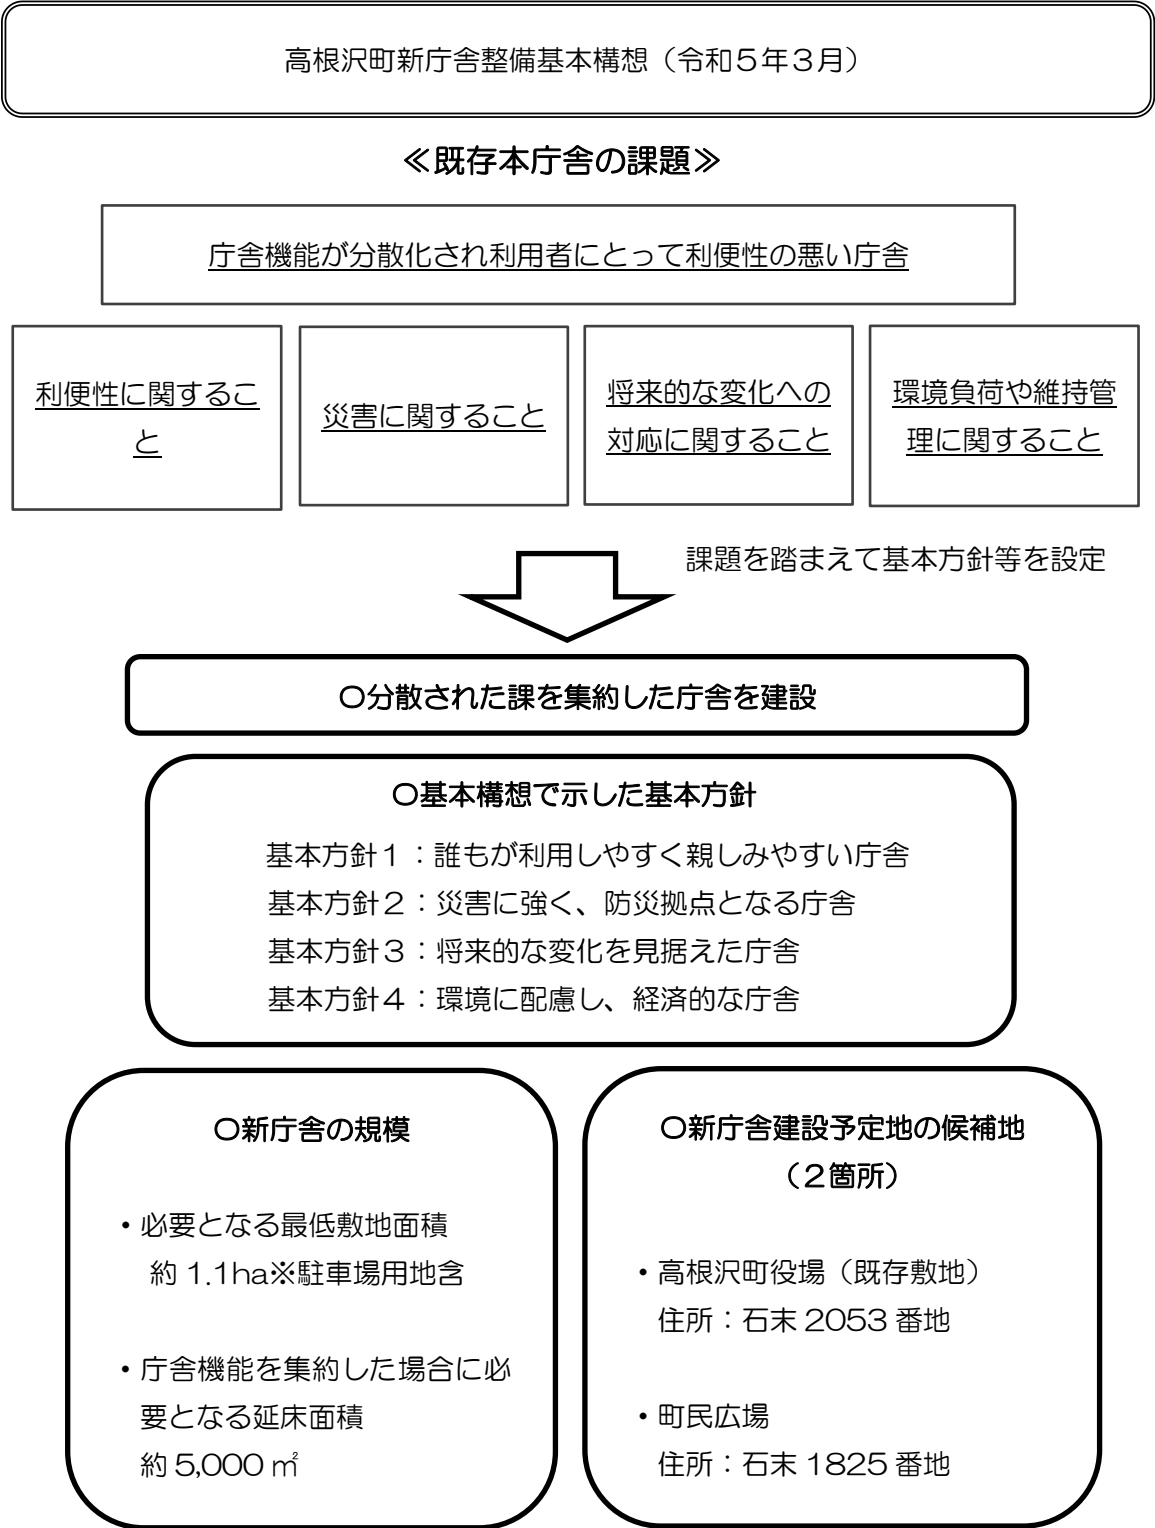 高根沢町新庁舎整備基本構想（令和５年３月）
≪既存本庁舎の課題≫
庁舎機能が分散化され利用者にとって利便性の悪い庁舎
利便性に関するこ
と
災害に関すること
将来的な変化への
対応に関すること
環境負荷や維持管
理に関すること
課題を踏まえて基本方針等を設定
〇分散された課を集約した庁舎を建設
〇基本構想で示した基本方針
基本方針１：誰もが利用しやすく親しみやすい庁舎
基本方針２：災害に強く、防災拠点となる庁舎
基本方針３：将来的な変化を見据えた庁舎
基本方針４：環境に配慮し、経済的な庁舎
〇新庁舎の規模
・必要となる最低敷地面積
約 1.1ha※駐車場用地含
・庁舎機能を集約した場合に必
要となる延床面積
約 5,000 ㎡
〇新庁舎建設予定地の候補地
（２箇所）
・高根沢町役場（既存敷地）
住所：石末 2053 番地
・町民広場
住所：石末 1825 番地